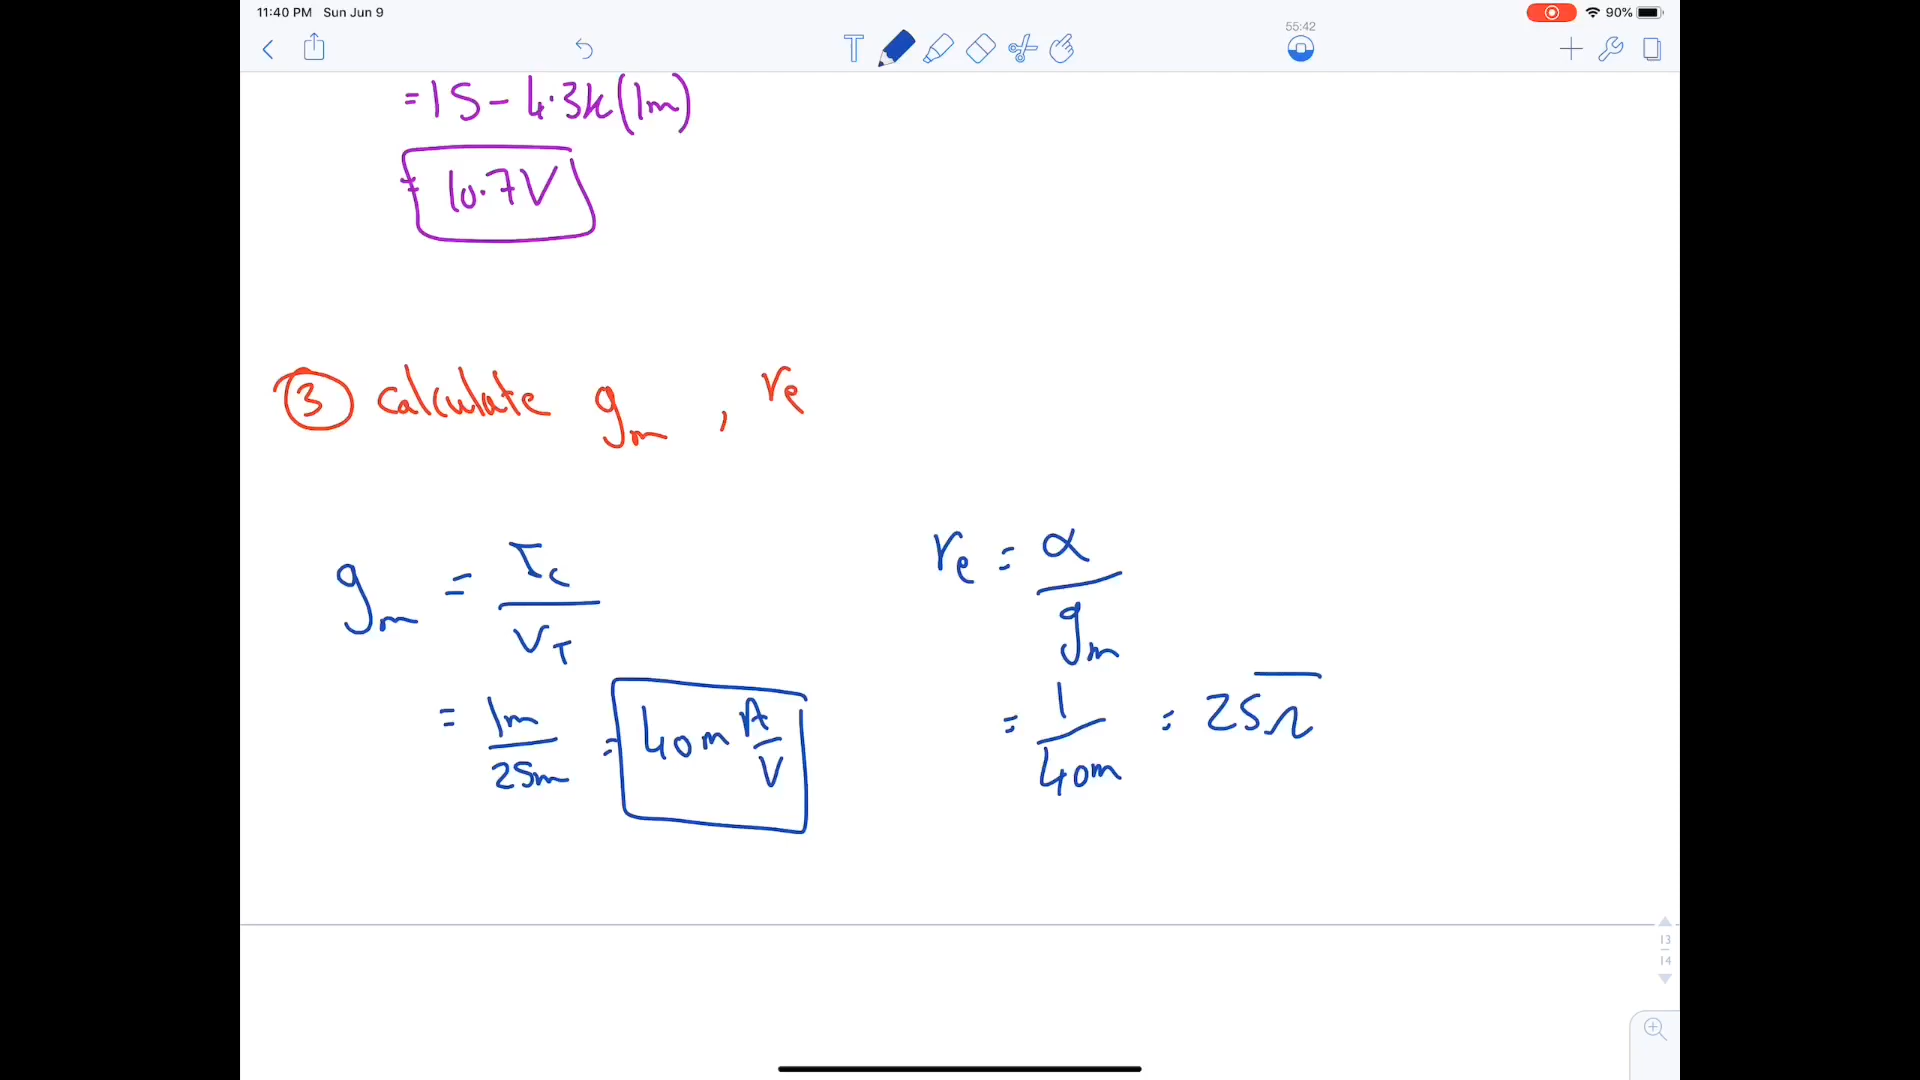 11:40 PM Sun Jun 9
90%
55:42
T
= 15 - 4.3k(1m)
= 10.7V
③ calculate gm , re
gm = IC / VT
re = α / gm
= 1m / 25m = 40m A/V
= 1 / 40m = 25Ω
13
14